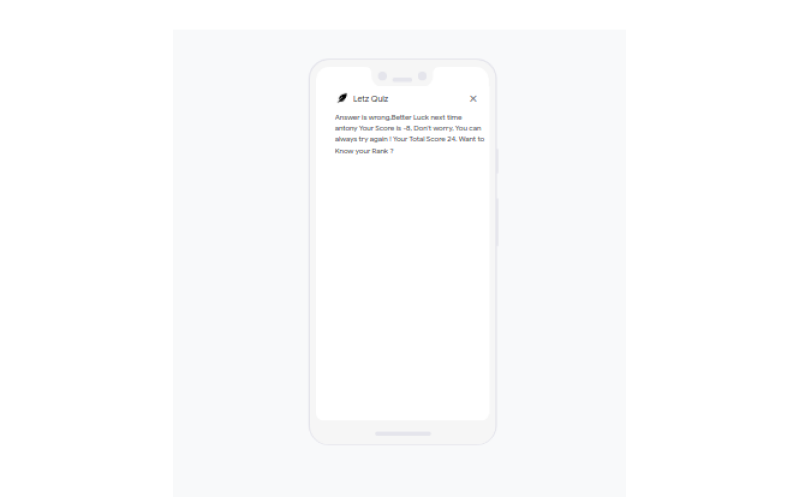 Letz Quiz
Answer is wrong.Better Luck next time
antony Your Score is -8. Don't worry. You can
always try again ! Your Total Score 24. Want to
Know your Rank ?